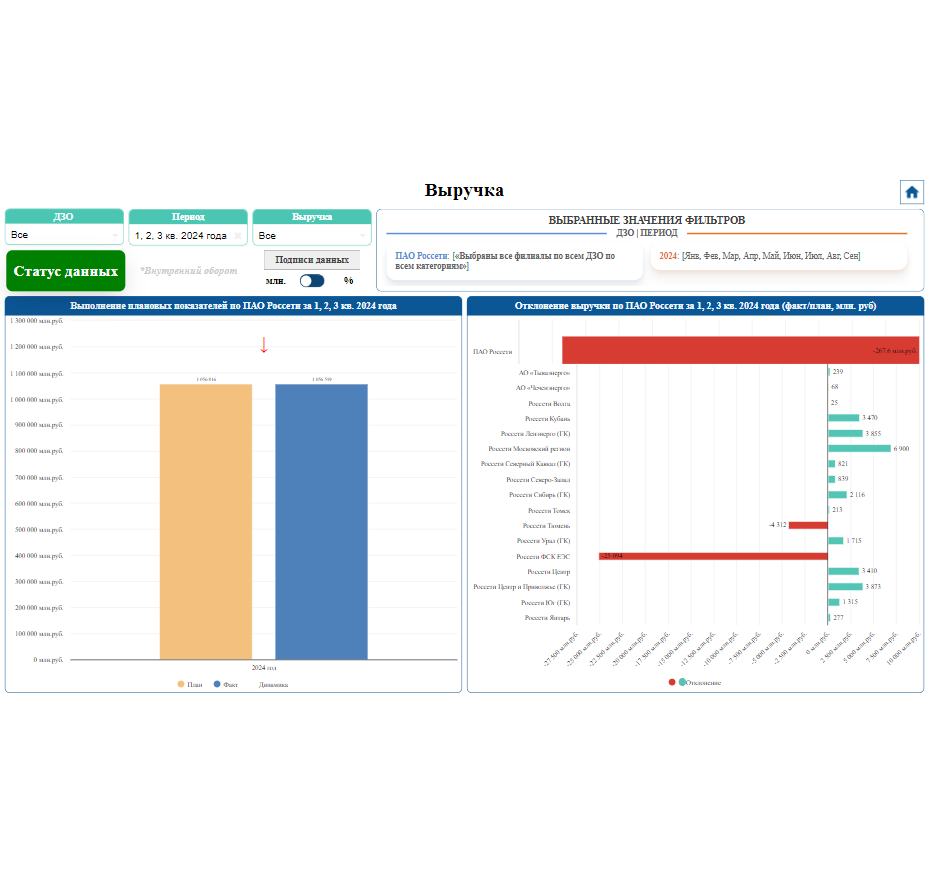 Выручка
ДЗО
Период
Выручка
Все
1, 2, 3 кв. 2024 года
Все
Статус данных
*Внутренний оборот
Подписи данных
млн.
%
ВЫБРАННЫЕ ЗНАЧЕНИЯ ФИЛЬТРОВ
ДЗО | ПЕРИОД
ПАО Россети: [«Выбраны все филиалы по всем ДЗО по
всем категориям»]
2024: [Янв, Фев, Мар, Апр, Май, Июн, Июл, Авг, Сен]
Выполнение плановых показателей по ПАО Россети за 1, 2, 3 кв. 2024 года
1 300 000 млн.руб.
1 200 000 млн.руб.
1 100 000 млн.руб.
1 000 000 млн.руб.
900 000 млн.руб.
800 000 млн.руб.
700 000 млн.руб.
600 000 млн.руб.
500 000 млн.руб.
400 000 млн.руб.
300 000 млн.руб.
200 000 млн.руб.
100 000 млн.руб.
0 млн.руб.
2024 год
План
Факт
Динамика
Отклонение выручки по ПАО Россети за 1, 2, 3 кв. 2024 года (факт/план, млн. руб)
ПАО Россети
-267.6 млн.руб.
АО «Тываэнерго» 239
АО «Чеченэнерго» 68
Россети Волга 25
Россети Кубань 3 470
Россети Ленэнерго (ГК) 3 855
Россети Московский регион 6 900
Россети Северный Кавказ (ГК) 821
Россети Северо-Запад 839
Россети Сибирь (ГК) 2 116
Россети Томск 213
Россети Тюмень -4 312
Россети Урал (ГК) 1 715
Россети ФСК ЕЭС
Россети Центр 3 410
Россети Центр и Приволжье (ГК) 3 873
Россети Юг (ГК) 1 315
Россети Янтарь 277
-27 500 млн.руб.
-25 000 млн.руб.
-22 500 млн.руб.
-20 000 млн.руб.
-17 500 млн.руб.
-15 000 млн.руб.
-12 500 млн.руб.
-10 000 млн.руб.
-7 500 млн.руб.
-5 000 млн.руб.
-2 500 млн.руб.
0 млн.руб.
2 500 млн.руб.
5 000 млн.руб.
7 500 млн.руб.
10 000 млн.руб.
Отклонение